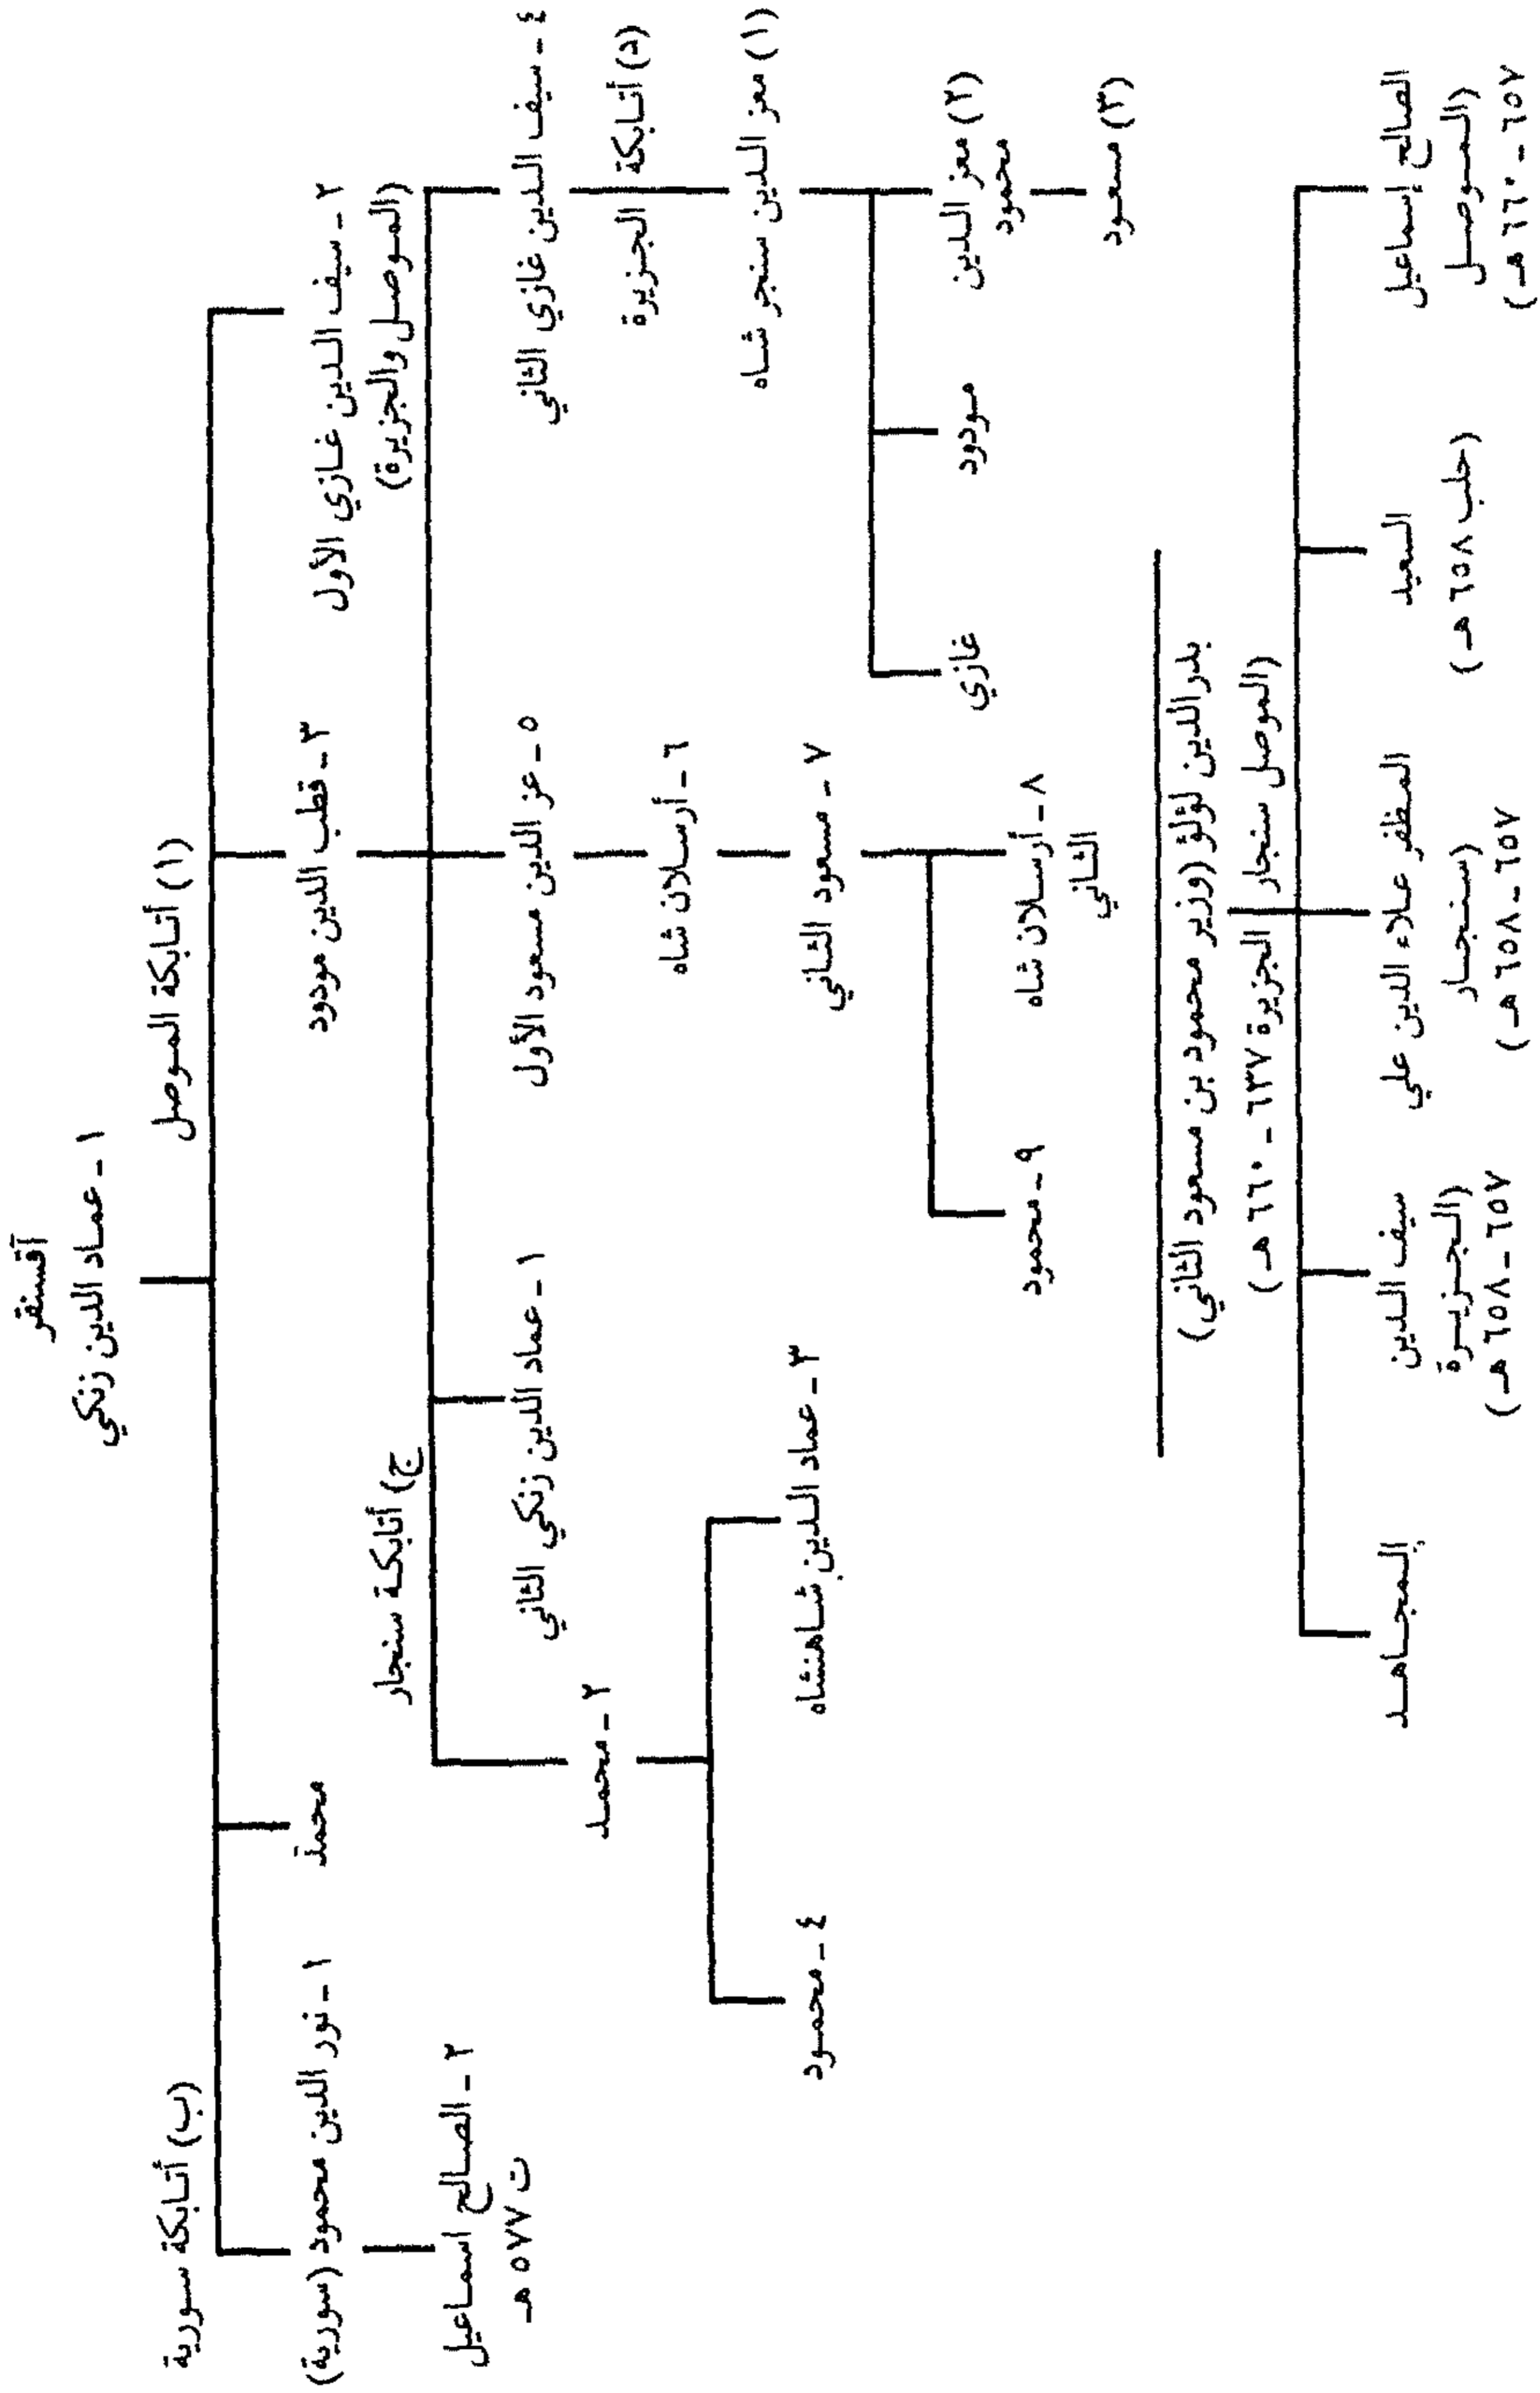 آقسنقر
١ - عماد الدين زنكي
(١) أتابكة الموصل
(ب) أتابكة سورية
٢ - سيف الدين غازي الأول
(الموصل والجزيرة)
٣ - قطب الدين مودود
محمد
١ - نور الدين محمود (سورية)
٢ - الصالح اسماعيل
ت ٥٧٧ هـ
ج) أتابكة سنجار
٤ - سيف الدين غازي الثاني
٥ - عز الدين مسعود الأول
١ - عماد الدين زنكي الثاني
٢ - محمد
(د) أتابكة الجزيرة
(١) معز الدين سنجر شاه
٦ - أرسلان شاه
٧ - مسعود الثاني
٣ - عماد الدين شاهنشاه
٤ - محمود
(٢) معز الدين
محمود
مودود
غازي
٨ - أرسلان شاه
الثاني
٩ - محمود
(٣) مسعود
بدر الدين لؤلؤ (وزير محمود بن مسعود الثاني)
(الموصل سنجار الجزيرة ٦٣٧ - ٦٦٠ هـ)
الصالح إسماعيل
(الموصل
٦٥٧ - ٦٦٠ هـ)
السعيد
(حلب ٦٥٨ هـ)
المظفر علاء الدين علي
(سنجار
٦٥٧ - ٦٥٨ هـ)
سيف الدين
(الجزيرة
٦٥٧ - ٦٥٨ هـ)
المجاهد